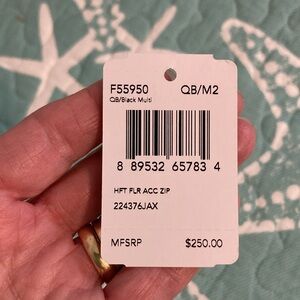 F55950 QB/M2
QB/Black Multi
8 89532 65783 4
HFT FLR ACC ZIP
224376JAX
MFSRP $250.00